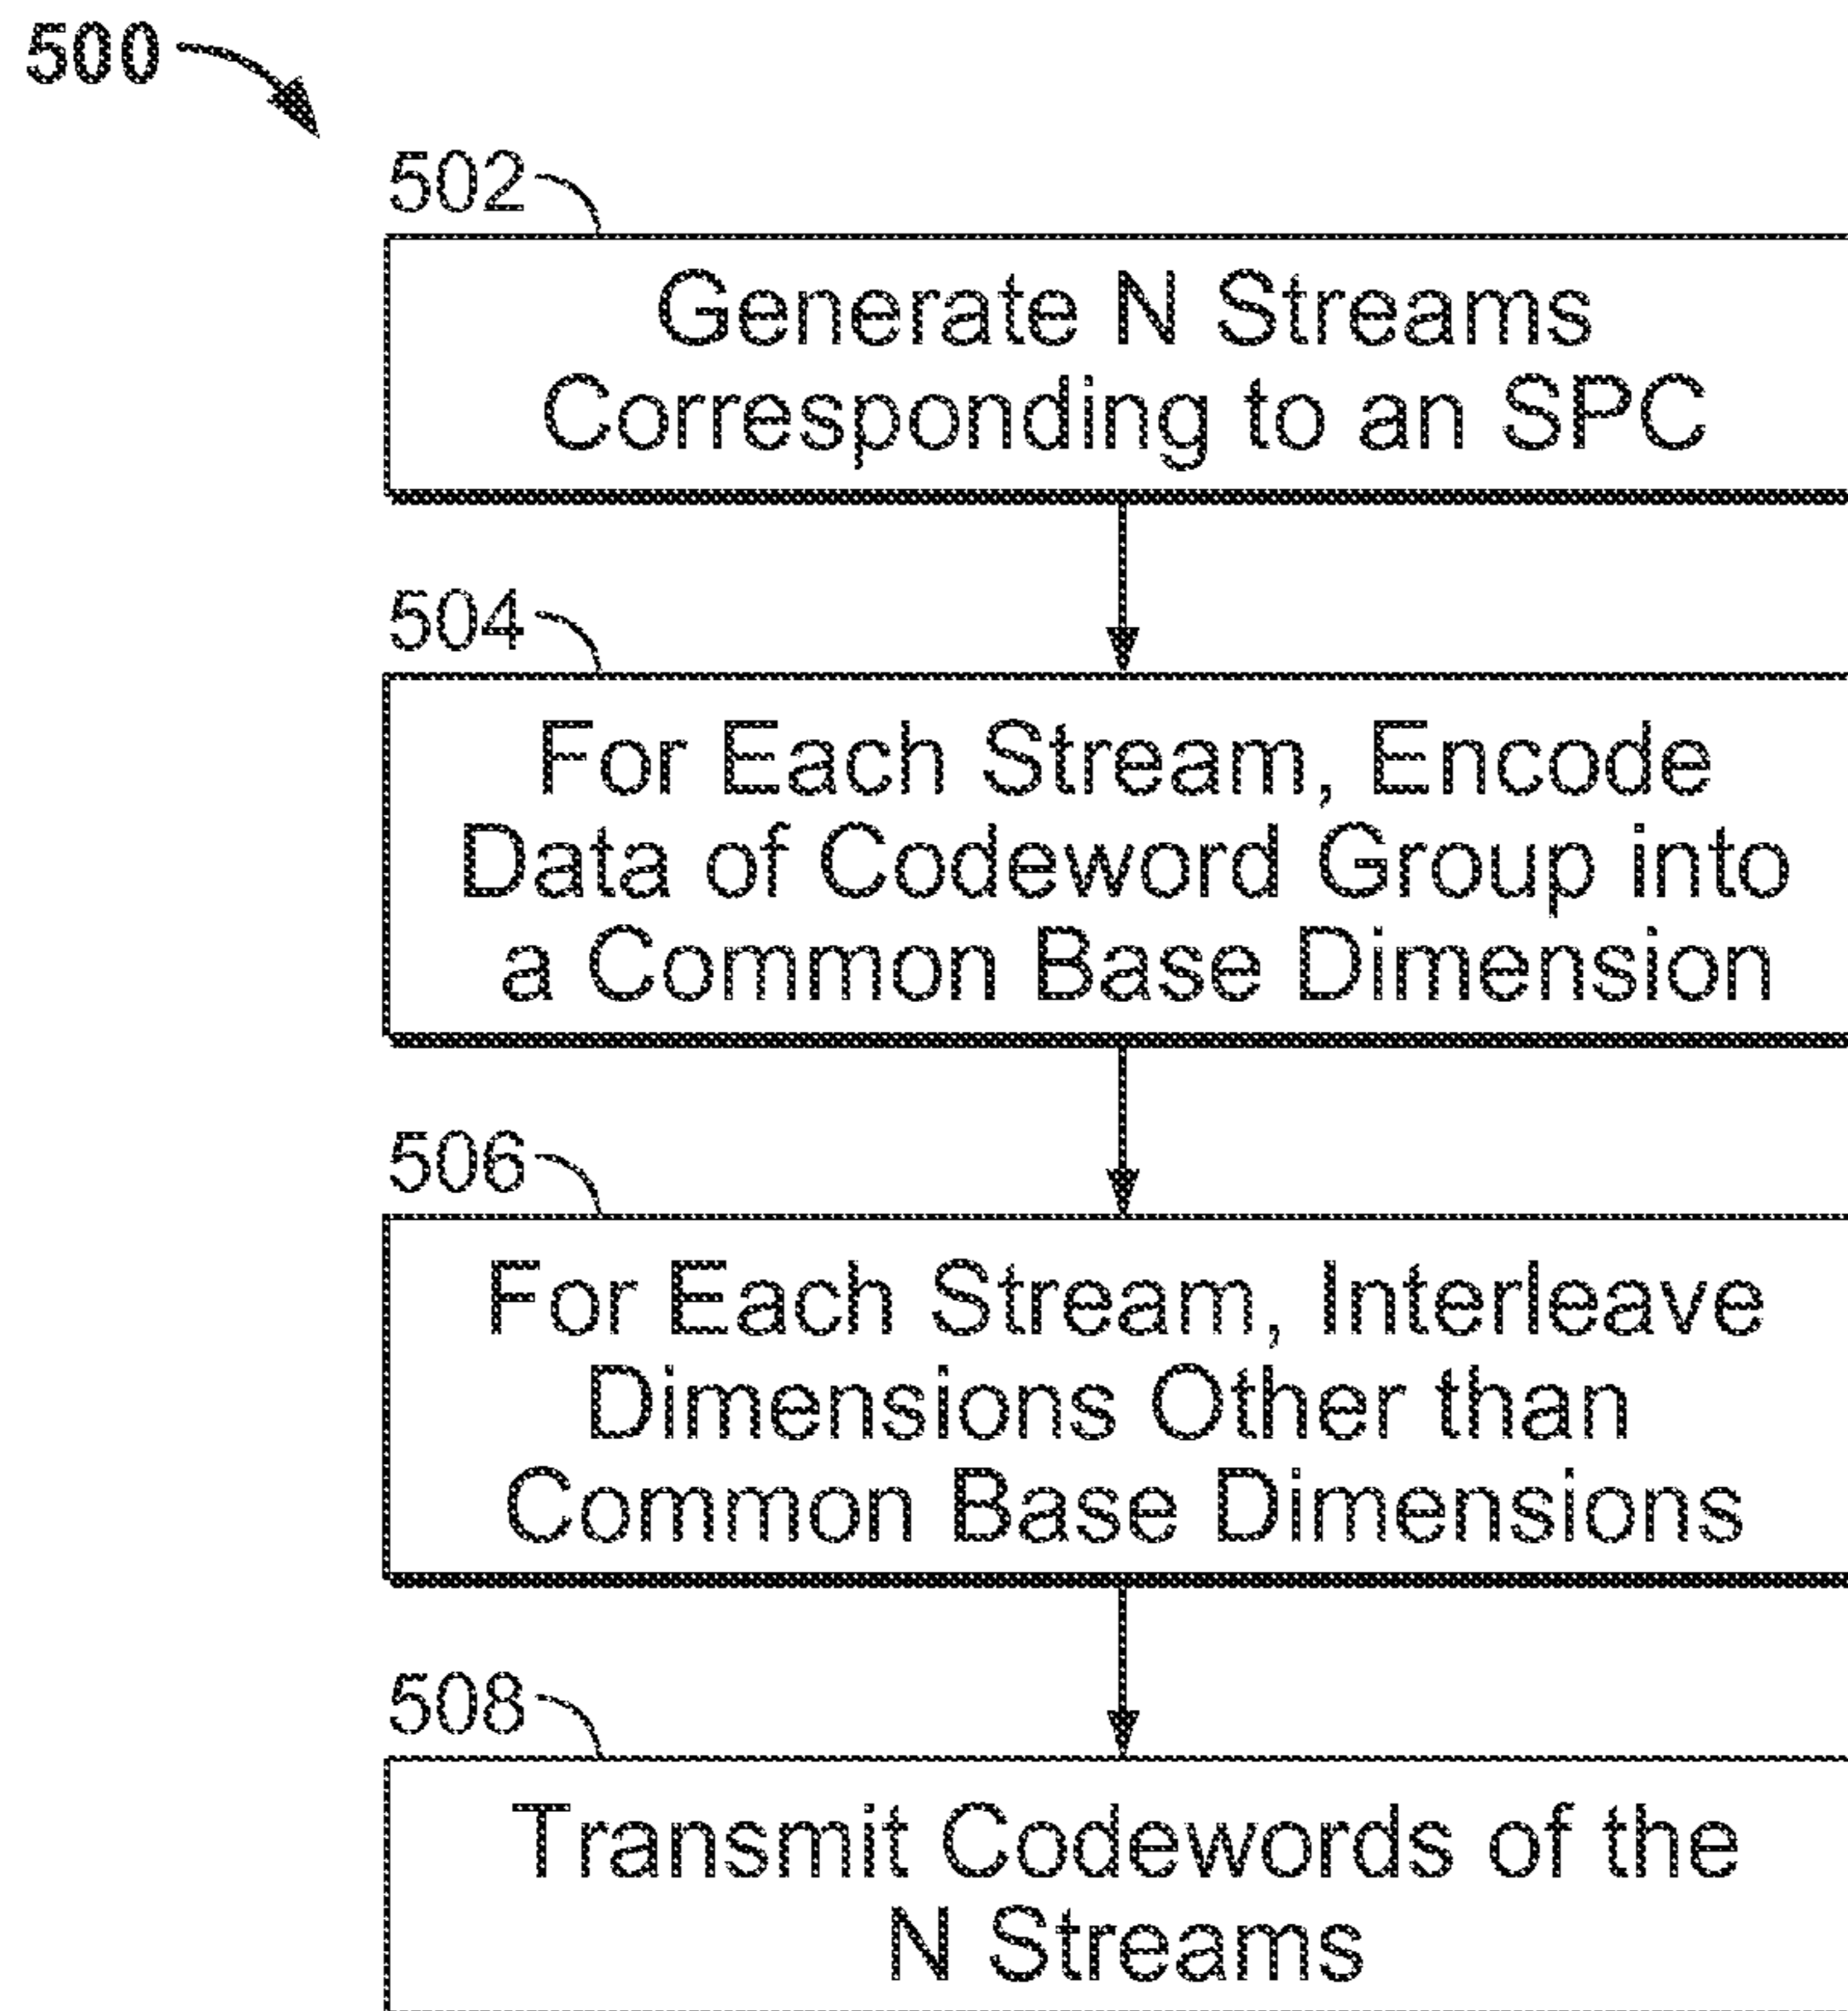 500
502
Generate N Streams
Corresponding to an SPC
504
For Each Stream, Encode
Data of Codeword Group into
a Common Base Dimension
506
For Each Stream, Interleave
Dimensions Other than
Common Base Dimensions
508
Transmit Codewords of the
N Streams